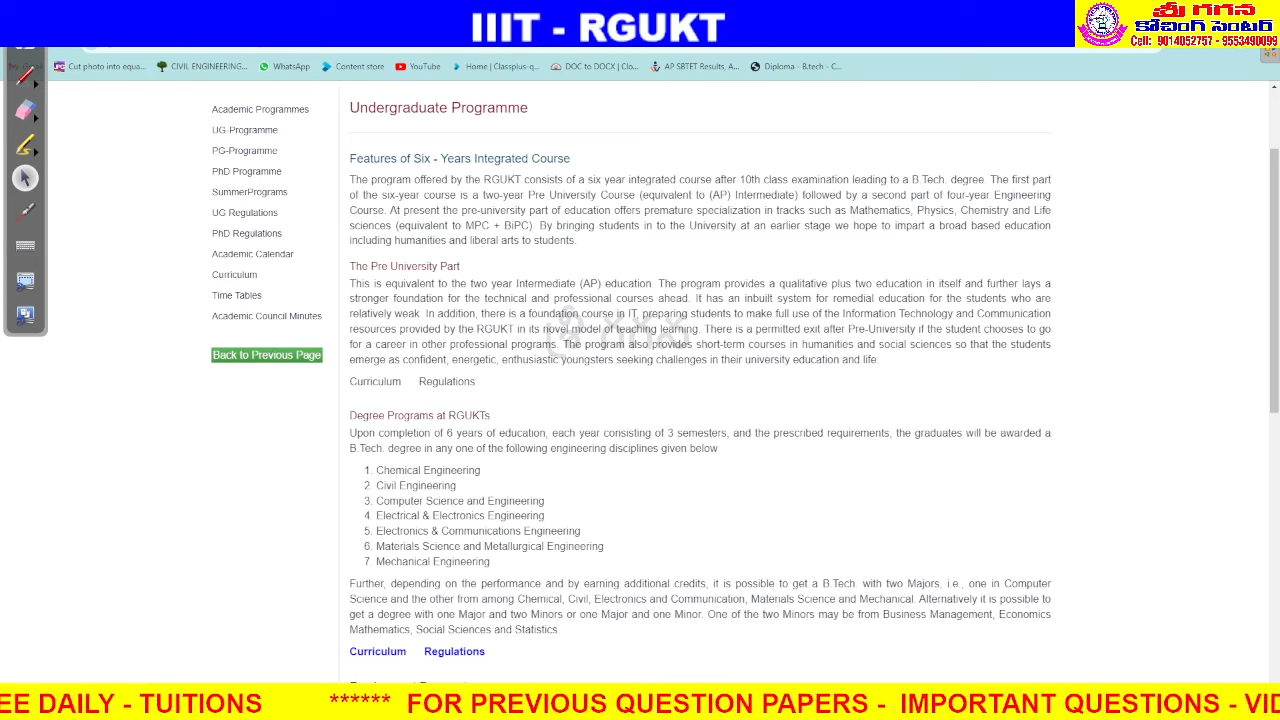 IIIT - RGUKT
శ్రీ గగన
కోచింగ్ సెంటర్
Cell: 9014052757 - 9553490099
Cut photo into equa...
CIVIL ENGINEERING...
WhatsApp
Content store
YouTube
Home | Classplus-q...
DOC to DOCX | Clo...
AP SBTET Results, A...
Diploma - B.tech - C...
Academic Programmes
UG-Programme
PG-Programme
PhD Programme
SummerPrograms
UG Regulations
PhD Regulations
Academic Calendar
Curriculum
Time Tables
Academic Council Minutes
Back to Previous Page
Undergraduate Programme
Features of Six - Years Integrated Course
The program offered by the RGUKT consists of a six year integrated course after 10th class examination leading to a B.Tech. degree. The first part
of the six-year course is a two-year Pre University Course (equivalent to (AP) Intermediate) followed by a second part of four-year Engineering
Course. At present the pre-university part of education offers premature specialization in tracks such as Mathematics, Physics, Chemistry and Life
sciences (equivalent to MPC + BiPC). By bringing students in to the University at an earlier stage we hope to impart a broad based education
including humanities and liberal arts to students.
The Pre University Part
This is equivalent to the two year Intermediate (AP) education. The program provides a qualitative plus two education in itself and further lays a
stronger foundation for the technical and professional courses ahead. It has an inbuilt system for remedial education for the students who are
relatively weak. In addition, there is a foundation course in IT preparing students to make full use of the Information Technology and Communication
resources provided by the RGUKT in its novel model of teaching learning. There is a permitted exit after Pre-University if the student chooses to go
for a career in other professional programs. The program also provides short-term courses in humanities and social sciences so that the students
emerge as confident, energetic, enthusiastic youngsters seeking challenges in their university education and life.
Curriculum Regulations
Degree Programs at RGUKTs
Upon completion of 6 years of education, each year consisting of 3 semesters, and the prescribed requirements, the graduates will be awarded a
B.Tech. degree in any one of the following engineering disciplines given below
1. Chemical Engineering
2. Civil Engineering
3. Computer Science and Engineering
4. Electrical & Electronics Engineering
5. Electronics & Communications Engineering
6. Materials Science and Metallurgical Engineering
7. Mechanical Engineering
Further, depending on the performance and by earning additional credits, it is possible to get a B.Tech. with two Majors, i.e., one in Computer
Science and the other from among Chemical, Civil, Electronics and Communication, Materials Science and Mechanical. Alternatively it is possible to
get a degree with one Major and two Minors or one Major and one Minor. One of the two Minors may be from Business Management, Economics
Mathematics, Social Sciences and Statistics.
Curriculum Regulations
EE DAILY - TUITIONS ****** FOR PREVIOUS QUESTION PAPERS - IMPORTANT QUESTIONS - VID